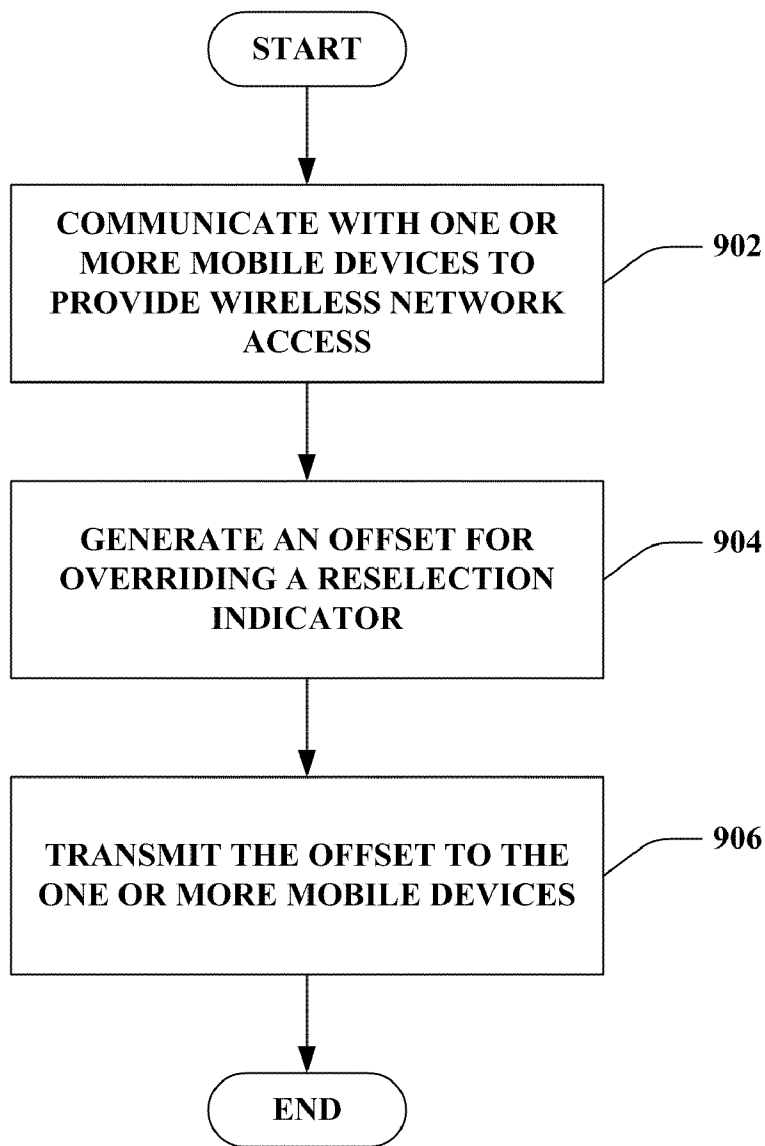 START
COMMUNICATE WITH ONE OR
MORE MOBILE DEVICES TO
PROVIDE WIRELESS NETWORK
ACCESS
902
GENERATE AN OFFSET FOR
OVERRIDING A RESELECTION
INDICATOR
904
TRANSMIT THE OFFSET TO THE
ONE OR MORE MOBILE DEVICES
906
END